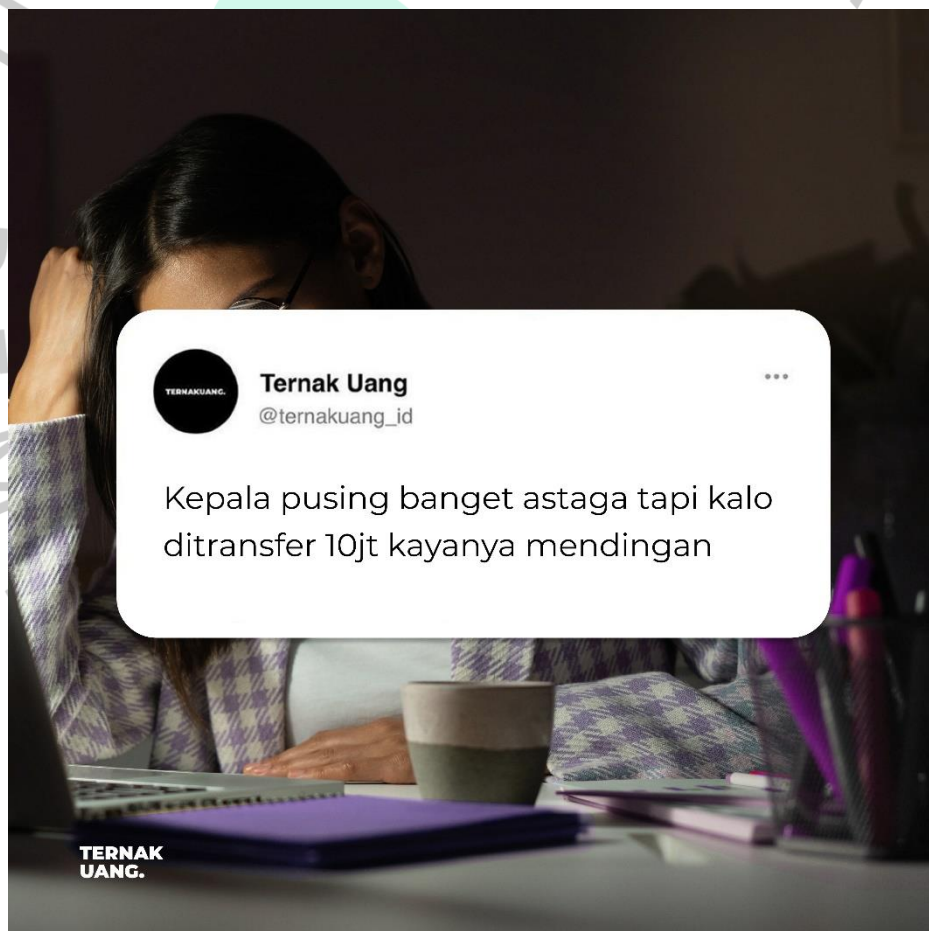 TERNAKUANG.
Ternak Uang
@ternakuang_id
Kepala pusing banget astaga tapi kalo
ditransfer 10jt kayanya mendingan
TERNAK
UANG.